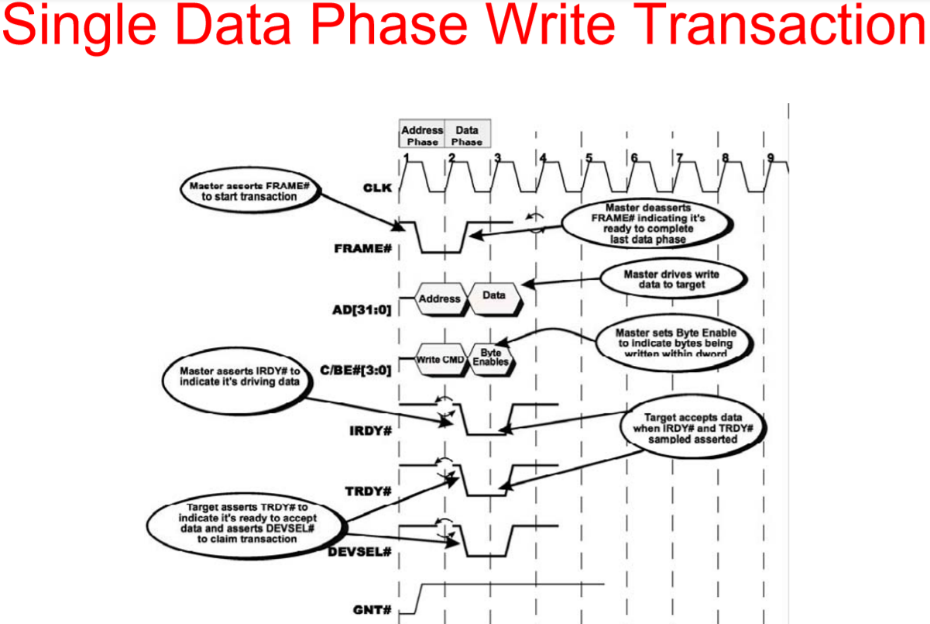 Single Data Phase Write Transaction
Address Data
Phase Phase
1 2 3 4 5 6 7 8 9
CLK
Master asserts FRAME#
to start transaction
Master deasserts
FRAME# indicating it's
ready to complete
last data phase
FRAME#
Master drives write
data to target
Address Data
AD[31:0]
Master sets Byte Enable
to indicate bytes being
written within dword
Write CMD Byte
Enables
C/BE#[3:0]
Master asserts IRDY# to
indicate it's driving data
Target accepts data
when IRDY# and TRDY#
sampled asserted
IRDY#
TRDY#
Target asserts TRDY# to
indicate it's ready to accept
data and asserts DEVSEL#
to claim transaction
DEVSEL#
GNT#